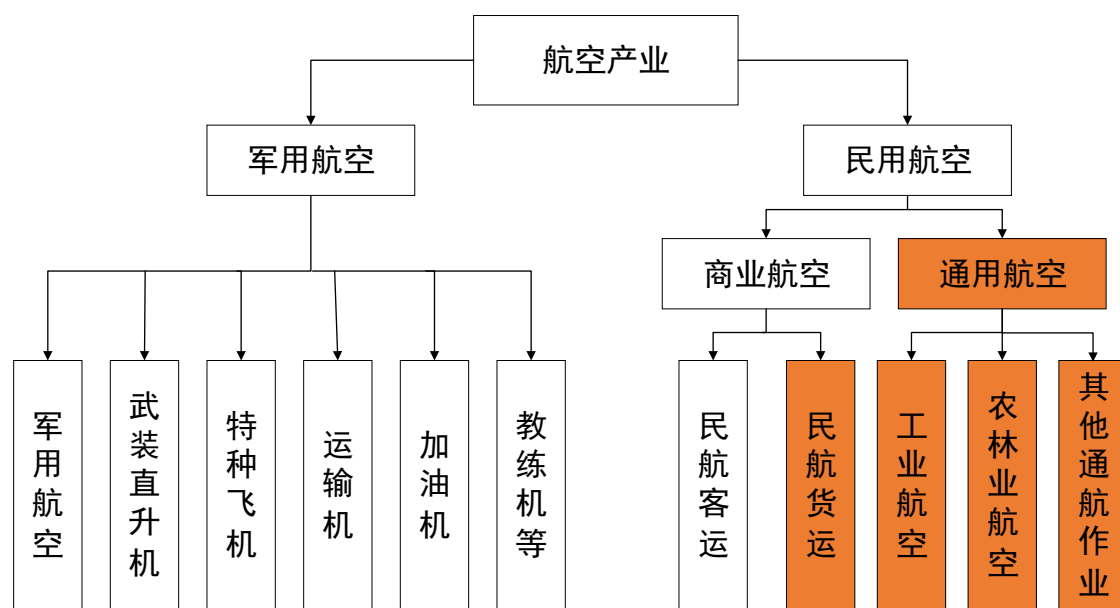 航空产业
军用航空
民用航空
商业航空
通用航空
军用航空
武装直升机
特种飞机
运输机
加油机
教练机等
民航客运
民航货运
工业航空
农林业航空
其他通航作业